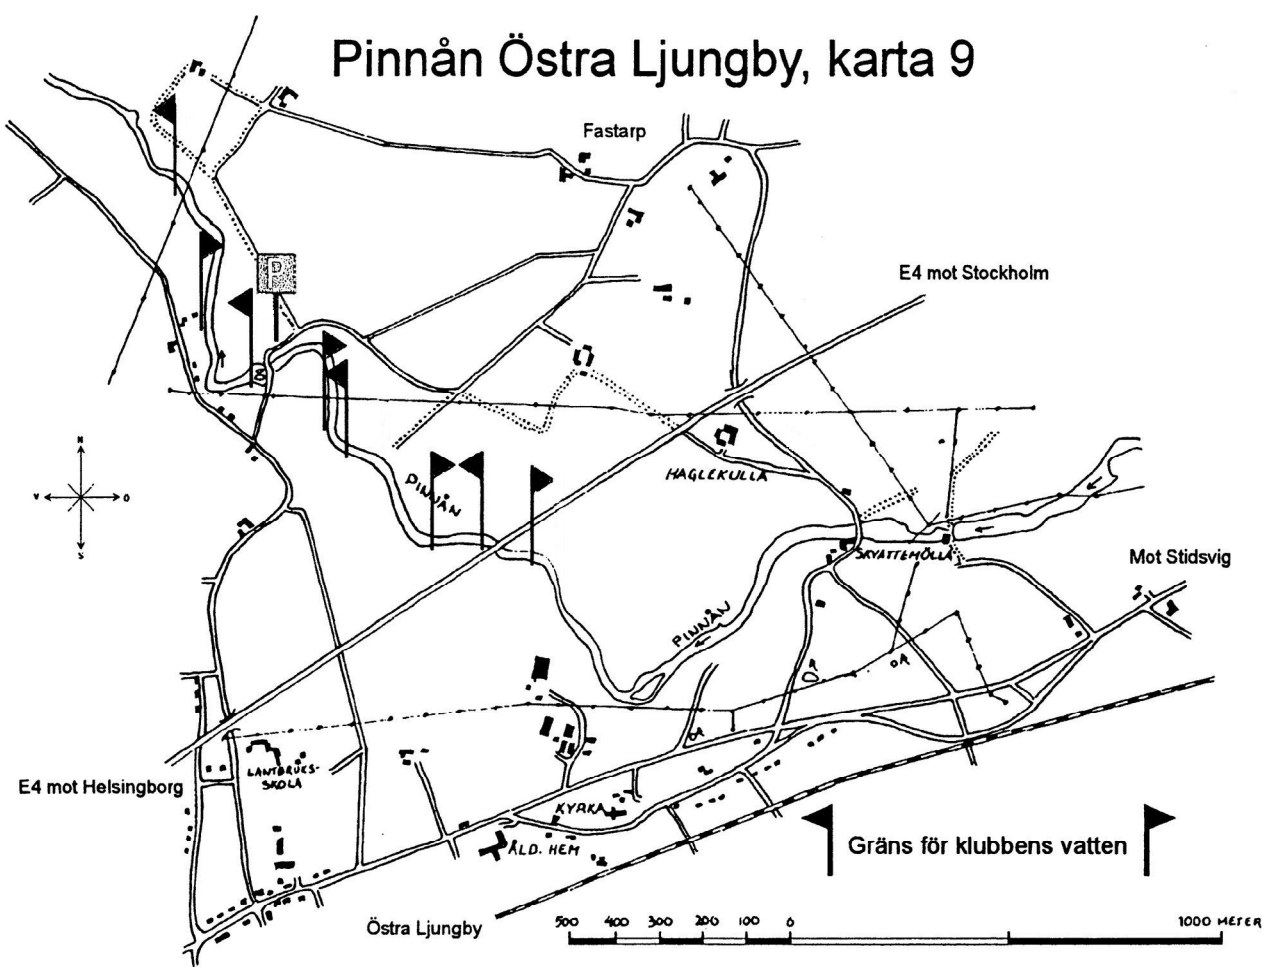 Pinnån Östra Ljungby, karta 9
Fastarp
P
E4 mot Stockholm
N
V
O
S
HAGLEKULLA
PINNÅN
SKVATTEMÖLLA
Mot Stidsvig
PINNÅN
LANTBRUKS-
SKOLA
E4 mot Helsingborg
KYRKA
ÅLD. HEM
Gräns för klubbens vatten
Östra Ljungby
500 400 300 200 100 0 1000 METER